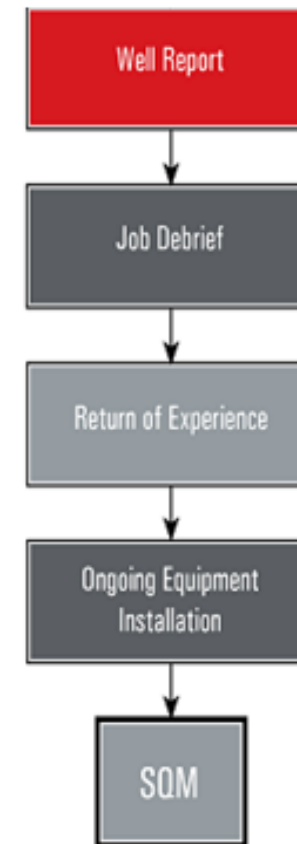 Well Report
Job Debrief
Return of Experience
Ongoing Equipment
Installation
SQM